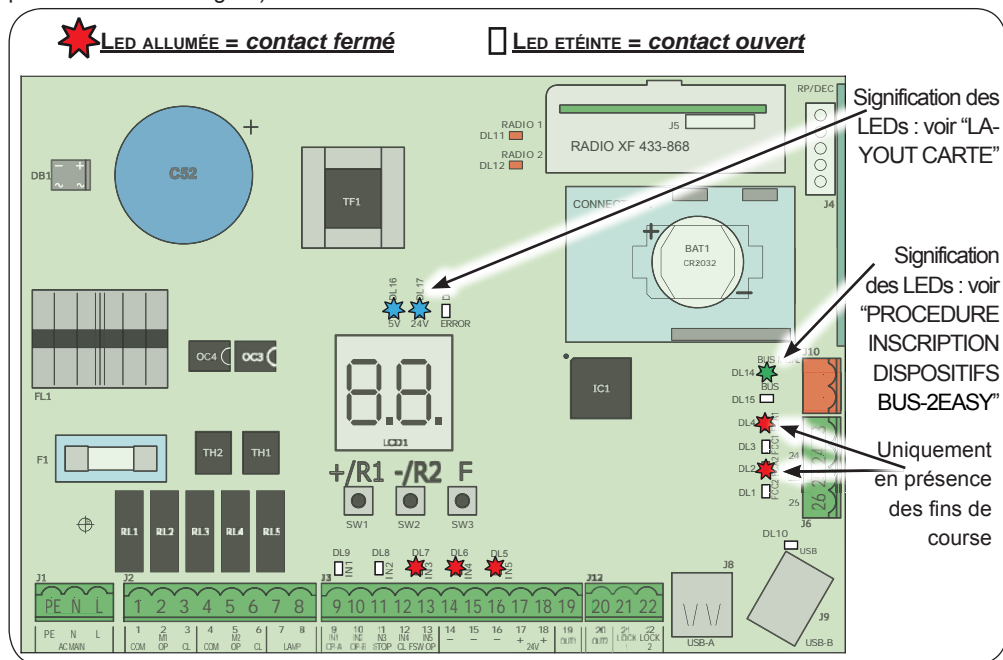 LED ALLUMÉE = contact fermé
LED ETÉINTE = contact ouvert
RP/DEC
Signification des
LEDs : voir “LA-
YOUT CARTE”
RADIO 1
DL11
RADIO 2
DL12
J5
RADIO XF 433-868
J4
DB1
C52
+
TF1
BAT1
CR2032
+
-
Signification
des LEDs : voir
“PROCEDURE
INSCRIPTION
DISPOSITIFS
BUS-2EASY”
DL16
DL17
5V
24V
ERROR
OC4
OC3
FL1
8.8.
LCD1
IC1
J10
DL14
BUS
DL15
DL4
DL3
FCC1
24
DL2
FCC2
DL1
25
26
J6
Uniquement
en présence
des fins de
course
F1
TH2
TH1
+/R1
-/R2
F
SW1
SW2
SW3
RL1
RL2
RL3
RL4
RL5
DL9
DL8
DL7
DL6
DL5
IN1
IN2
IN3
IN4
IN5
DL10
USB
J1
J2
J3
J12
J8
J9
PE N L
1 2 3 4 5 6 7 8
9 10 11 12 13 14 15 16 17 18 19
20 21 22
PE N L
AC MAIN
1 2 3 4 5 6 7 8
M1 M2
COM OP CL COM OP CL LAMP
9 10 11 12 13 14 15 16 17 18 19
IN1 IN2 IN3 IN4 IN5 − − − + + OUT1
OP-A OP-B STOP CL FSW OP 24V
20 21 22
OUT2 LOCK 1 LOCK 2
USB-A
USB-B